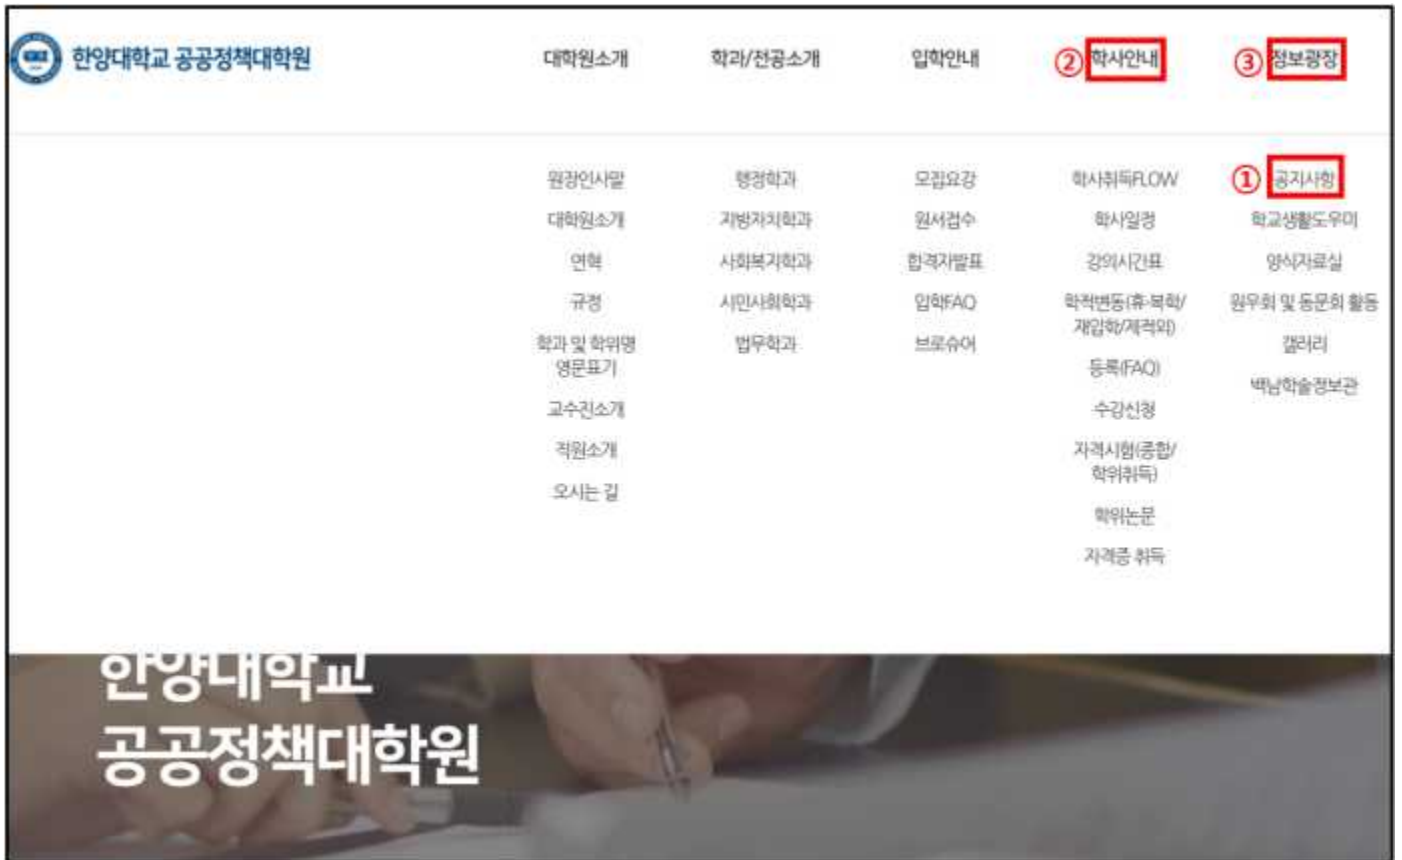 한양대학교 공공정책대학원
대학원소개
학과/전공소개
입학안내
② 학사안내
③ 정보광장
원장인사말
대학원소개
연혁
규정
학과 및 학위명
영문표기
교수진소개
직원소개
오시는 길
행정학과
지방자치학과
사회복지학과
시민사회학과
법무학과
모집요강
원서접수
합격자발표
입학FAQ
브로슈어
학사취득FLOW
학사일정
강의시간표
학적변동(휴·복학/
재입학/제적외)
등록(FAQ)
수강신청
자격시험(종합/
학위취득)
학위논문
자격증 취득
① 공지사항
학교생활도우미
양식자료실
원우회 및 동문회 활동
갤러리
백남학술정보관
한양대학교
공공정책대학원